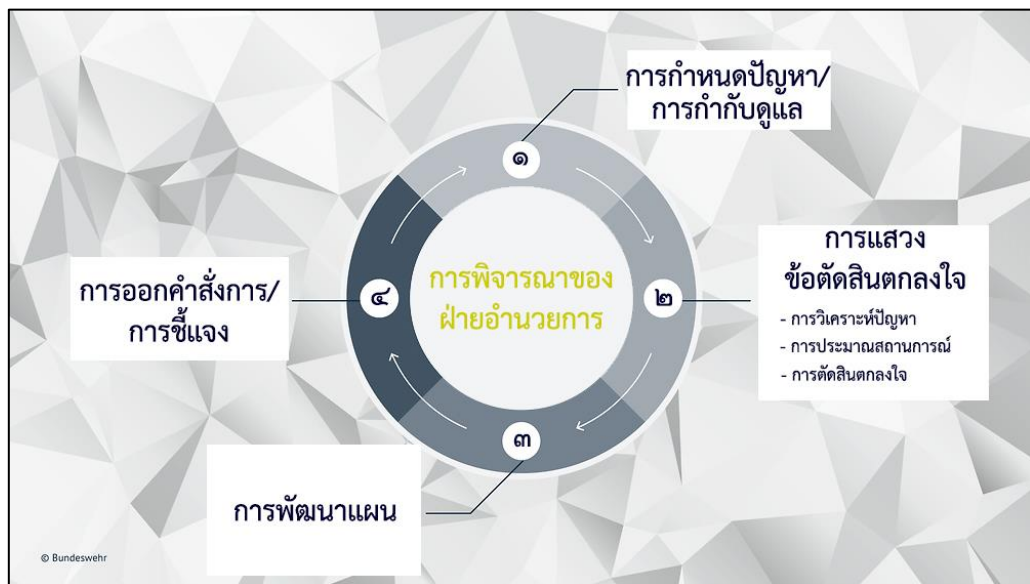 การกำหนดปัญหา/
การกำกับดูแล
๑
การแสวง
ข้อตัดสินตกลงใจ
- การวิเคราะห์ปัญหา
- การประมาณสถานการณ์
- การตัดสินตกลงใจ
๒
การพิจารณาของ
ฝ่ายอำนวยการ
การออกคำสั่งการ/
การชี้แจง
๔
๓
การพัฒนาแผน
© Bundeswehr